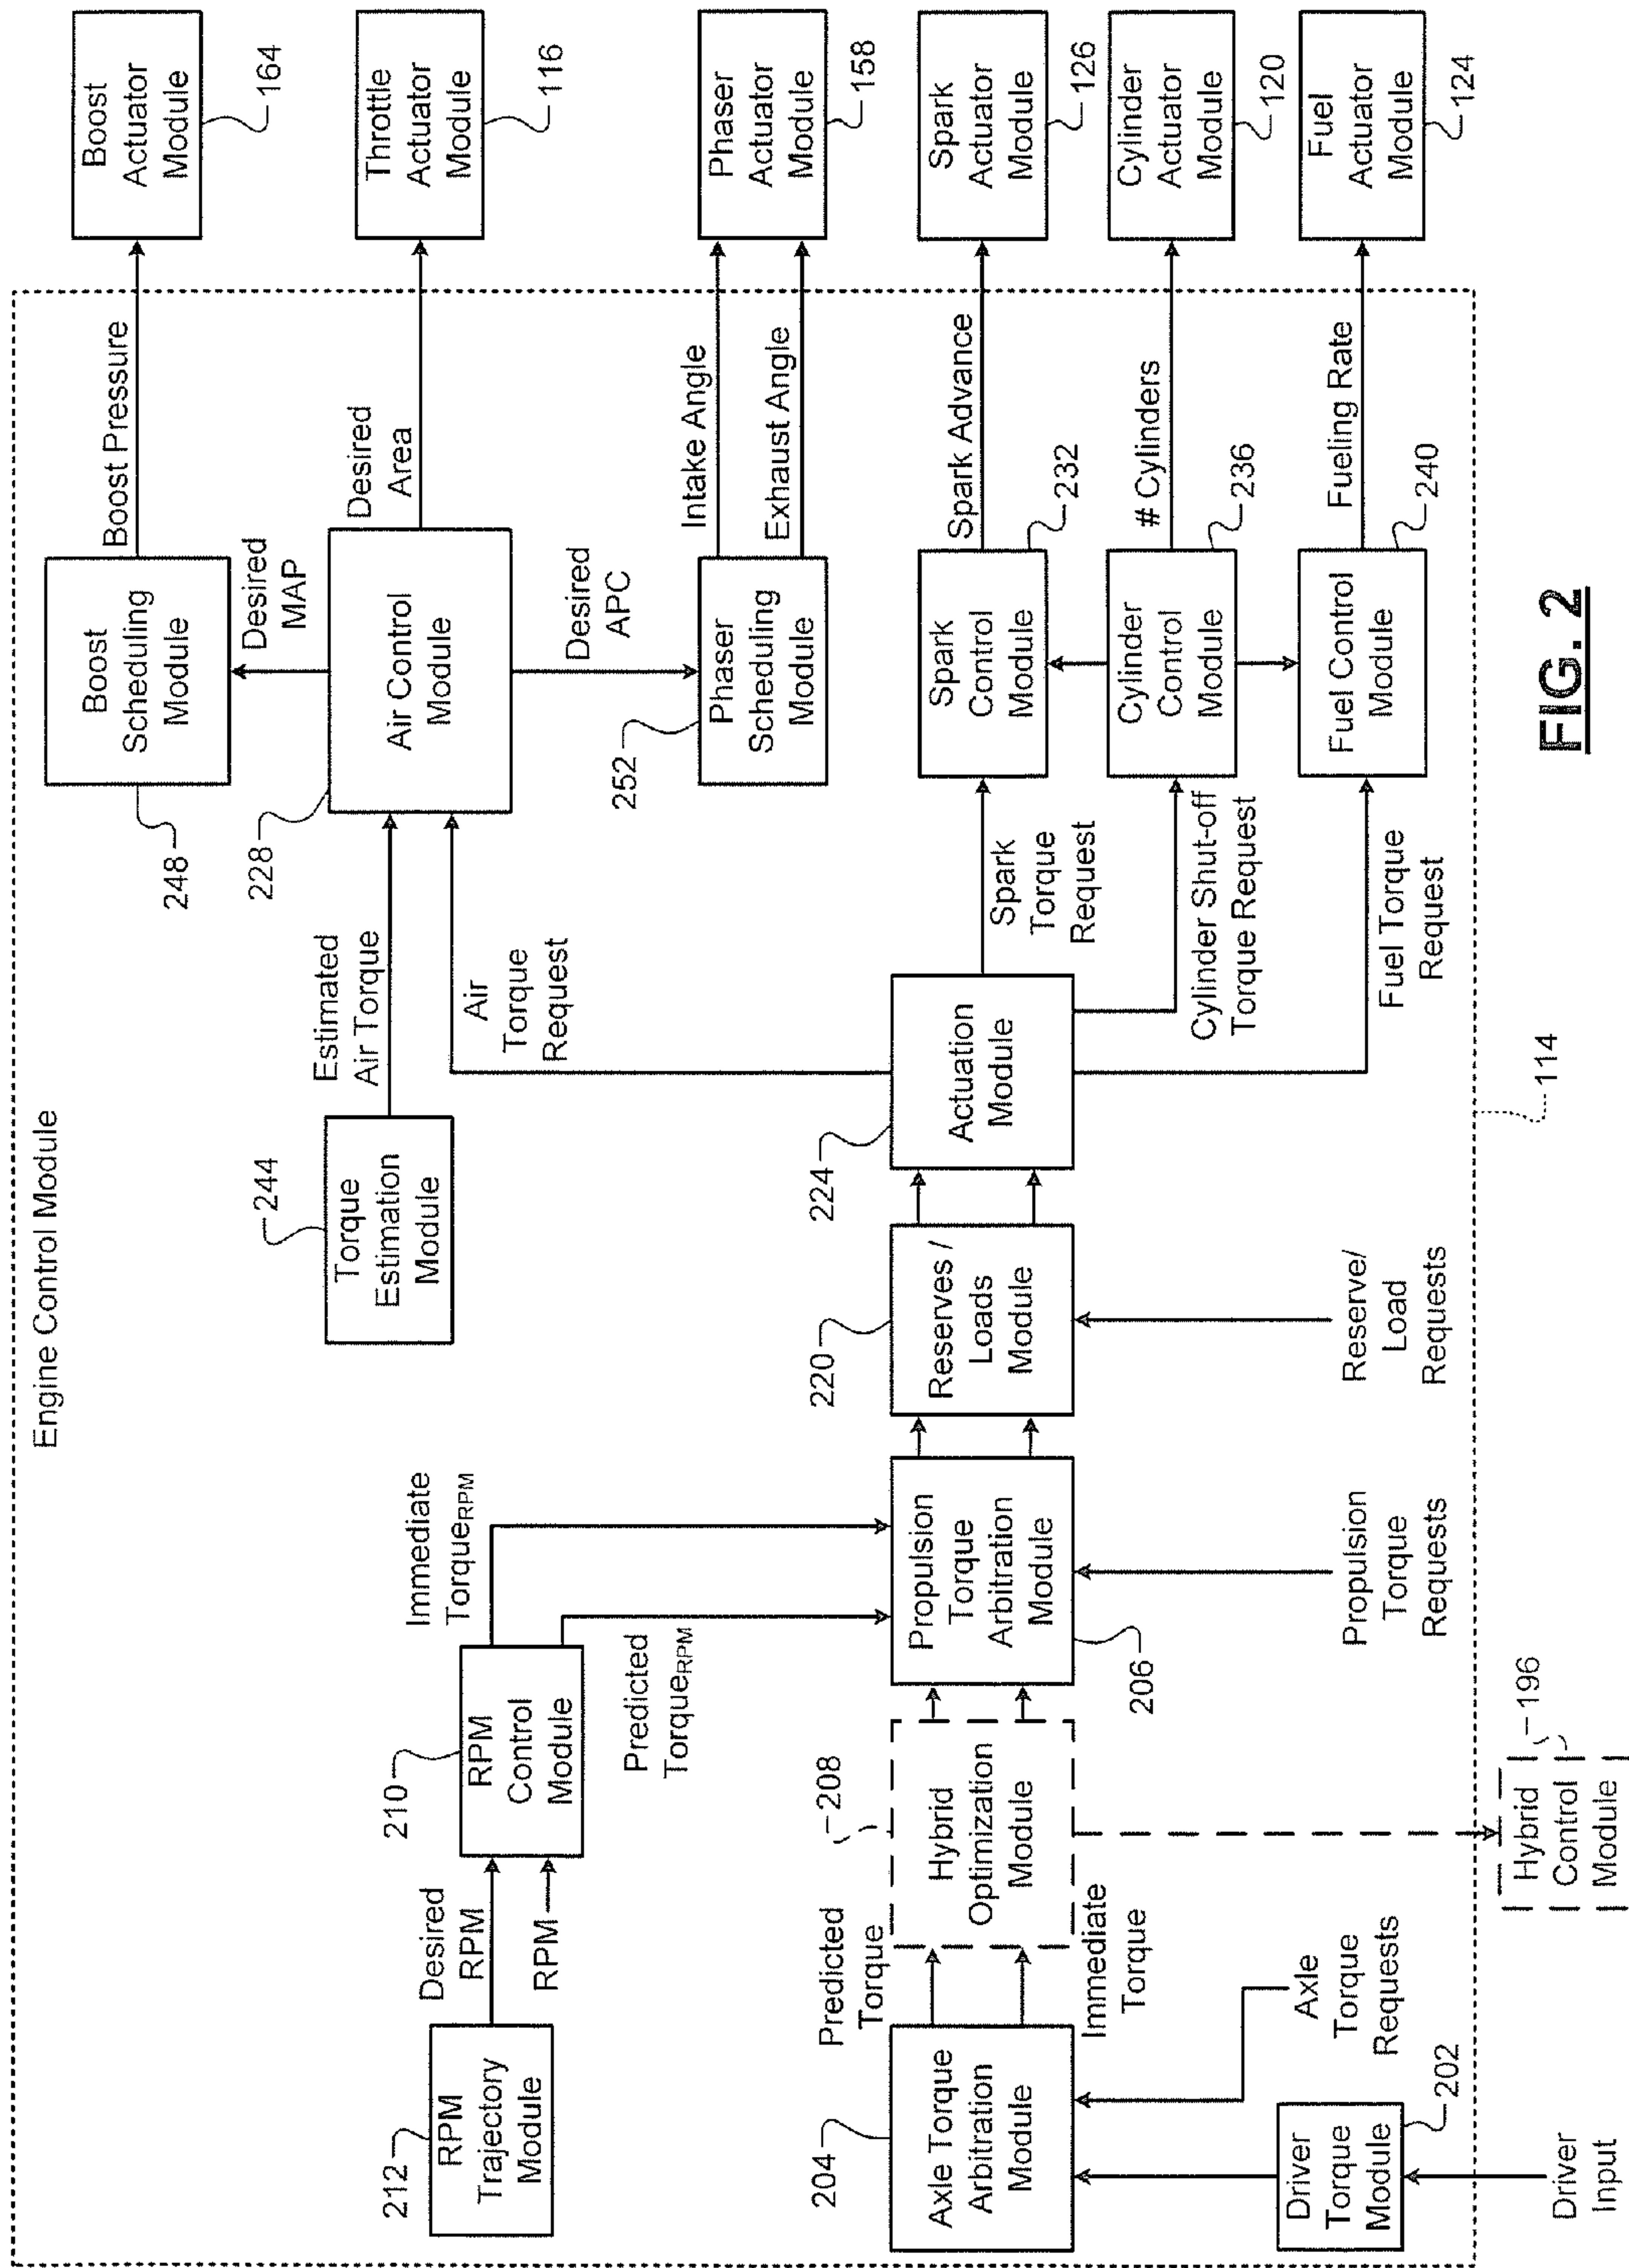 Engine Control Module
Boost
Actuator
Module
164
Throttle
Actuator
Module
116
Phaser
Actuator
Module
158
Spark
Actuator
Module
126
Cylinder
Actuator
Module
120
Fuel
Actuator
Module
124
Boost Pressure
Desired
Area
Intake Angle
Exhaust Angle
Spark Advance
# Cylinders
Fueling Rate
Boost
Scheduling
Module
248
Desired
MAP
Air Control
Module
228
Desired
APC
Phaser
Scheduling
Module
252
Spark
Control
Module
232
Cylinder
Control
Module
236
Fuel Control
Module
240
Estimated
Air Torque
Air
Torque
Request
Spark
Torque
Request
Cylinder Shut-off
Torque Request
Fuel Torque
Request
Torque
Estimation
Module
244
Actuation
Module
224
Reserves /
Loads
Module
220
Reserve/
Load
Requests
Immediate
TorqueRPM
Predicted
TorqueRPM
Propulsion
Torque
Arbitration
Module
206
Propulsion
Torque
Requests
RPM
Control
Module
210
Desired
RPM
RPM
RPM
Trajectory
Module
212
Hybrid
Optimization
Module
208
Hybrid
Control
Module
196
Predicted
Torque
Immediate
Torque
Axle Torque
Arbitration
Module
204
Axle
Torque
Requests
Driver
Torque
Module
202
Driver
Input
114
FIG. 2